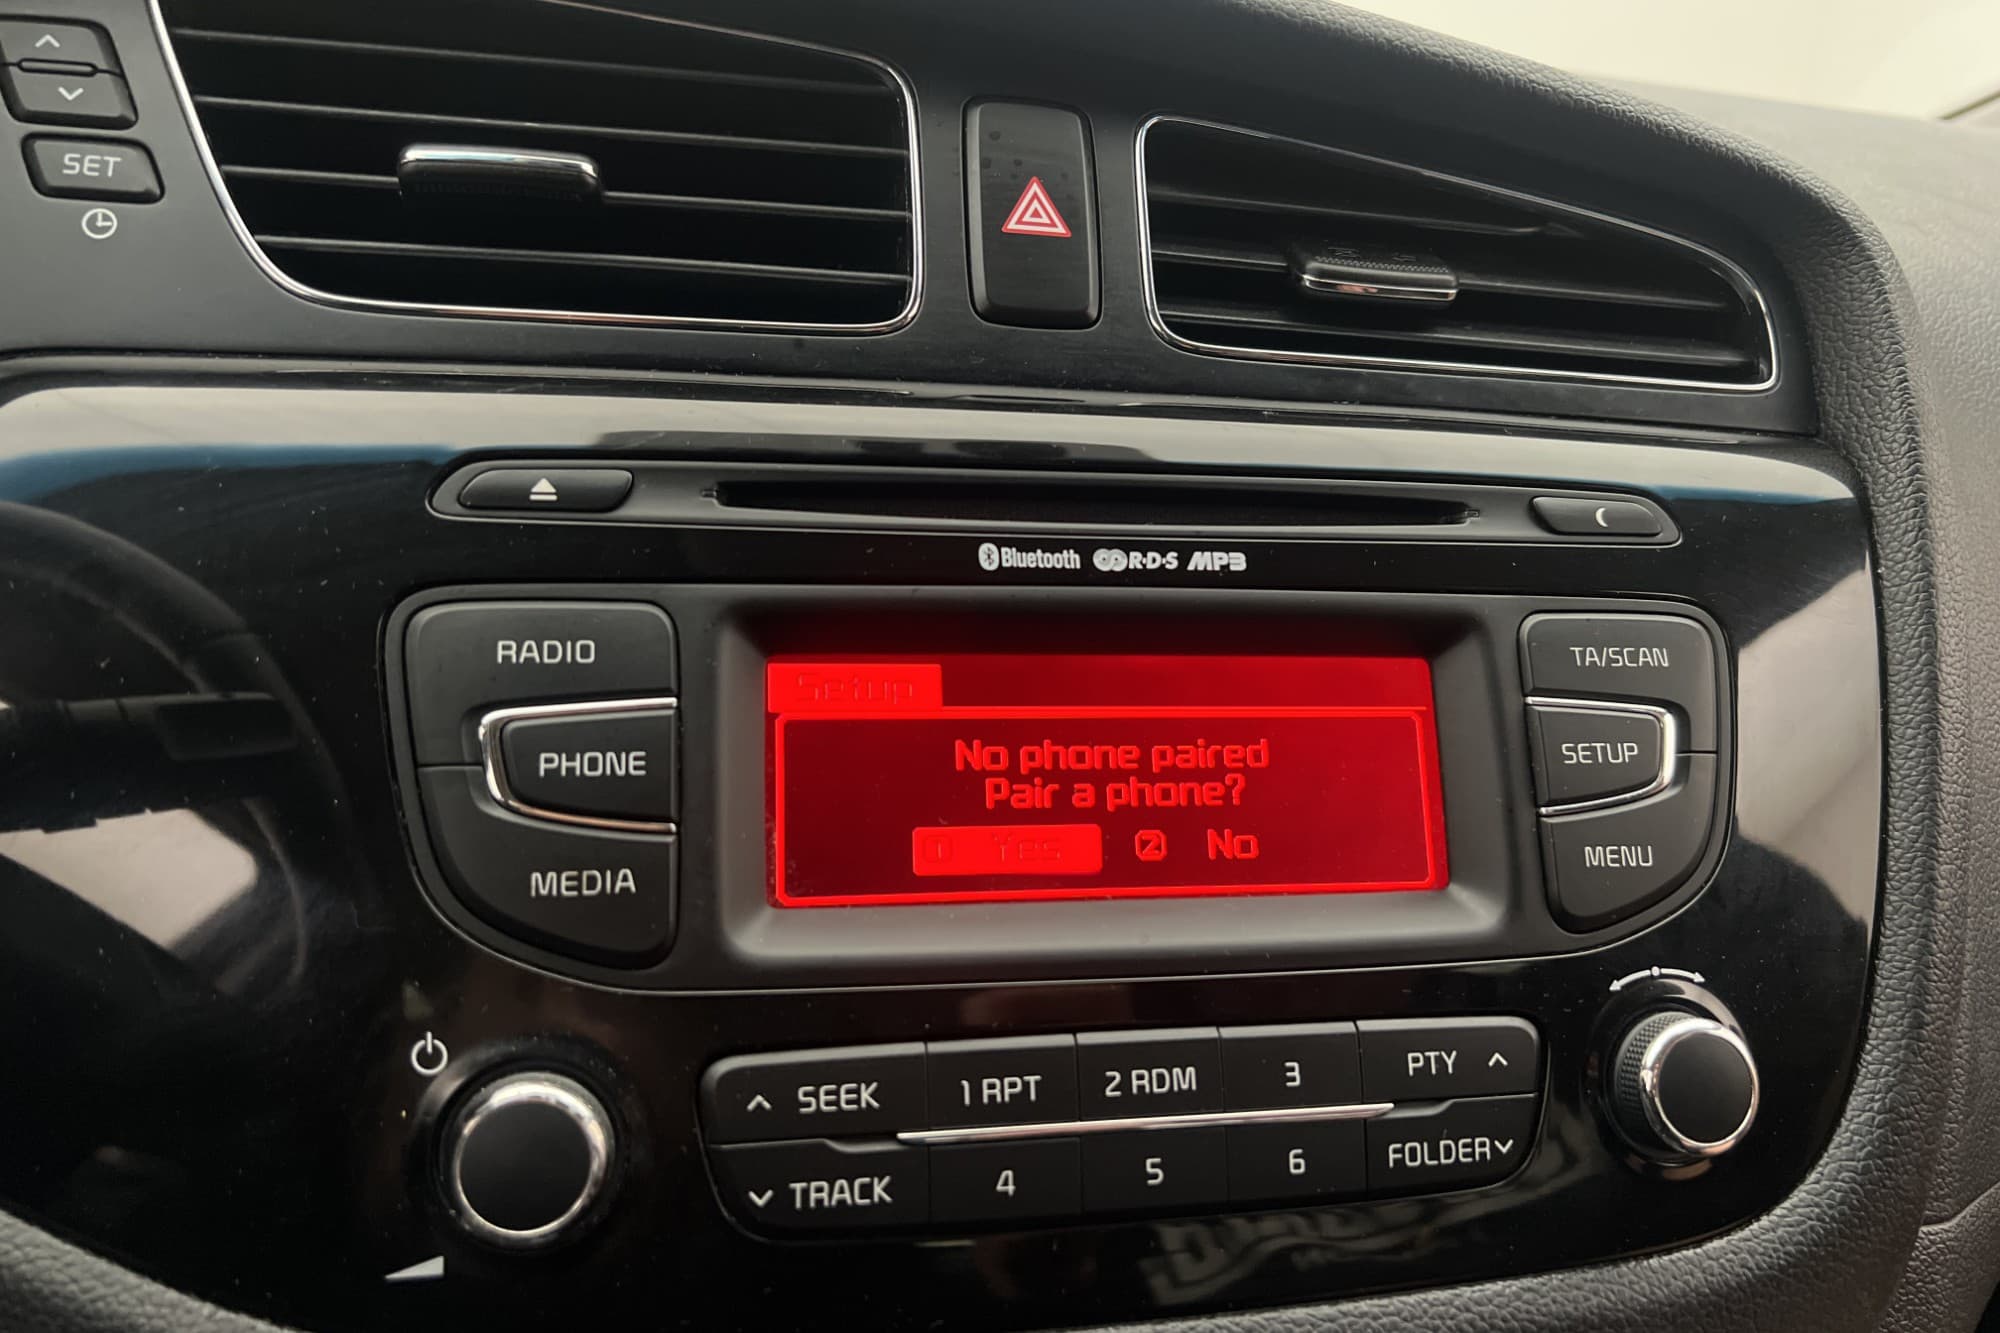 SET
Bluetooth R·D·S MP3
RADIO
PHONE
MEDIA
Setup
No phone paired
Pair a phone?
1 Yes 2 No
TA/SCAN
SETUP
MENU
SEEK 1 RPT 2 RDM 3 PTY
TRACK 4 5 6 FOLDER